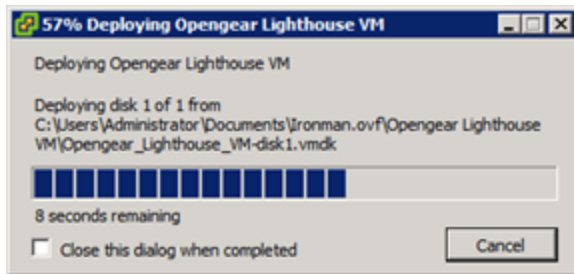 57% Deploying Opengear Lighthouse VM
Deploying Opengear Lighthouse VM
Deploying disk 1 of 1 from
C:\Users\Administrator\Documents\Ironman.ovf\Opengear Lighthouse
VM\Opengear_Lighthouse_VM-disk1.vmdk
8 seconds remaining
Close this dialog when completed
Cancel